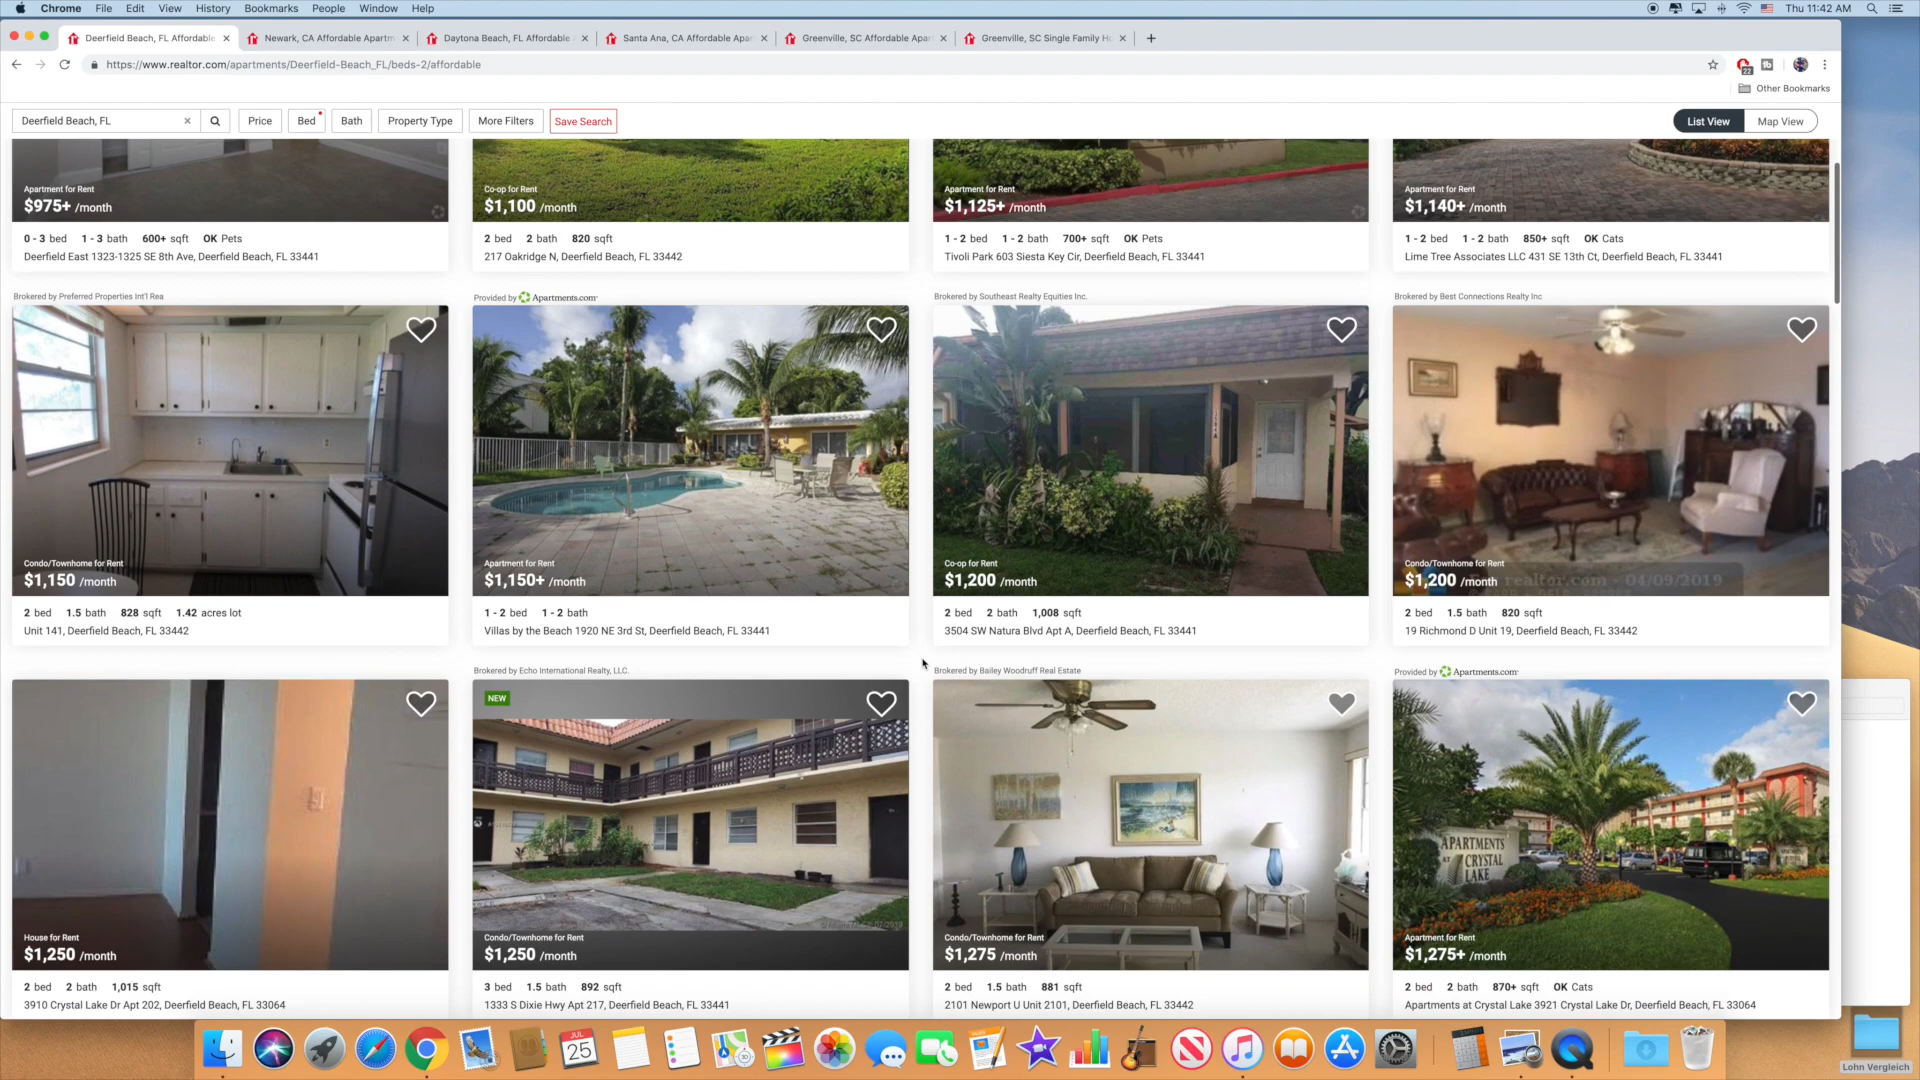 Chrome File Edit View History Bookmarks People Window Help Thu 11:42 AM
Deerfield Beach, FL Affordable
Newark, CA Affordable Apartm
Daytona Beach, FL Affordable
Santa Ana, CA Affordable Apar
Greenville, SC Affordable Apart
Greenville, SC Single Family Ho
https://www.realtor.com/apartments/Deerfield-Beach_FL/beds-2/affordable
22
Other Bookmarks
Deerfield Beach, FL Price Bed Bath Property Type More Filters Save Search List View Map View
Apartment for Rent
$975+ /month
0 - 3 bed 1 - 3 bath 600+ sqft OK Pets
Deerfield East 1323-1325 SE 8th Ave, Deerfield Beach, FL 33441
Co-op for Rent
$1,100 /month
2 bed 2 bath 820 sqft
217 Oakridge N, Deerfield Beach, FL 33442
Apartment for Rent
$1,125+ /month
1 - 2 bed 1 - 2 bath 700+ sqft OK Pets
Tivoli Park 603 Siesta Key Cir, Deerfield Beach, FL 33441
Apartment for Rent
$1,140+ /month
1 - 2 bed 1 - 2 bath 850+ sqft OK Cats
Lime Tree Associates LLC 431 SE 13th Ct, Deerfield Beach, FL 33441
Brokered by Preferred Properties Int'l Rea
Condo/Townhome for Rent
$1,150 /month
2 bed 1.5 bath 828 sqft 1.42 acres lot
Unit 141, Deerfield Beach, FL 33442
Provided by Apartments.com
Apartment for Rent
$1,150+ /month
1 - 2 bed 1 - 2 bath
Villas by the Beach 1920 NE 3rd St, Deerfield Beach, FL 33441
Brokered by Southeast Realty Equities Inc.
Co-op for Rent
$1,200 /month
2 bed 2 bath 1,008 sqft
3504 SW Natura Blvd Apt A, Deerfield Beach, FL 33441
Brokered by Best Connections Realty Inc
Condo/Townhome for Rent
$1,200 /month
realtor.com - 04/09/2019
2 bed 1.5 bath 820 sqft
19 Richmond D Unit 19, Deerfield Beach, FL 33442
House for Rent
$1,250 /month
2 bed 2 bath 1,015 sqft
3910 Crystal Lake Dr Apt 202, Deerfield Beach, FL 33064
Brokered by Echo International Realty, LLC.
NEW
Condo/Townhome for Rent
$1,250 /month
3 bed 1.5 bath 892 sqft
1333 S Dixie Hwy Apt 217, Deerfield Beach, FL 33441
Brokered by Bailey Woodruff Real Estate
Condo/Townhome for Rent
$1,275 /month
2 bed 1.5 bath 881 sqft
2101 Newport U Unit 2101, Deerfield Beach, FL 33442
Provided by Apartments.com
APARTMENTS
AT CRYSTAL
LAKE
Apartment for Rent
$1,275+ /month
2 bed 2 bath 870+ sqft OK Cats
Apartments at Crystal Lake 3921 Crystal Lake Dr, Deerfield Beach, FL 33064
JUL
25
Lohn Vergleich